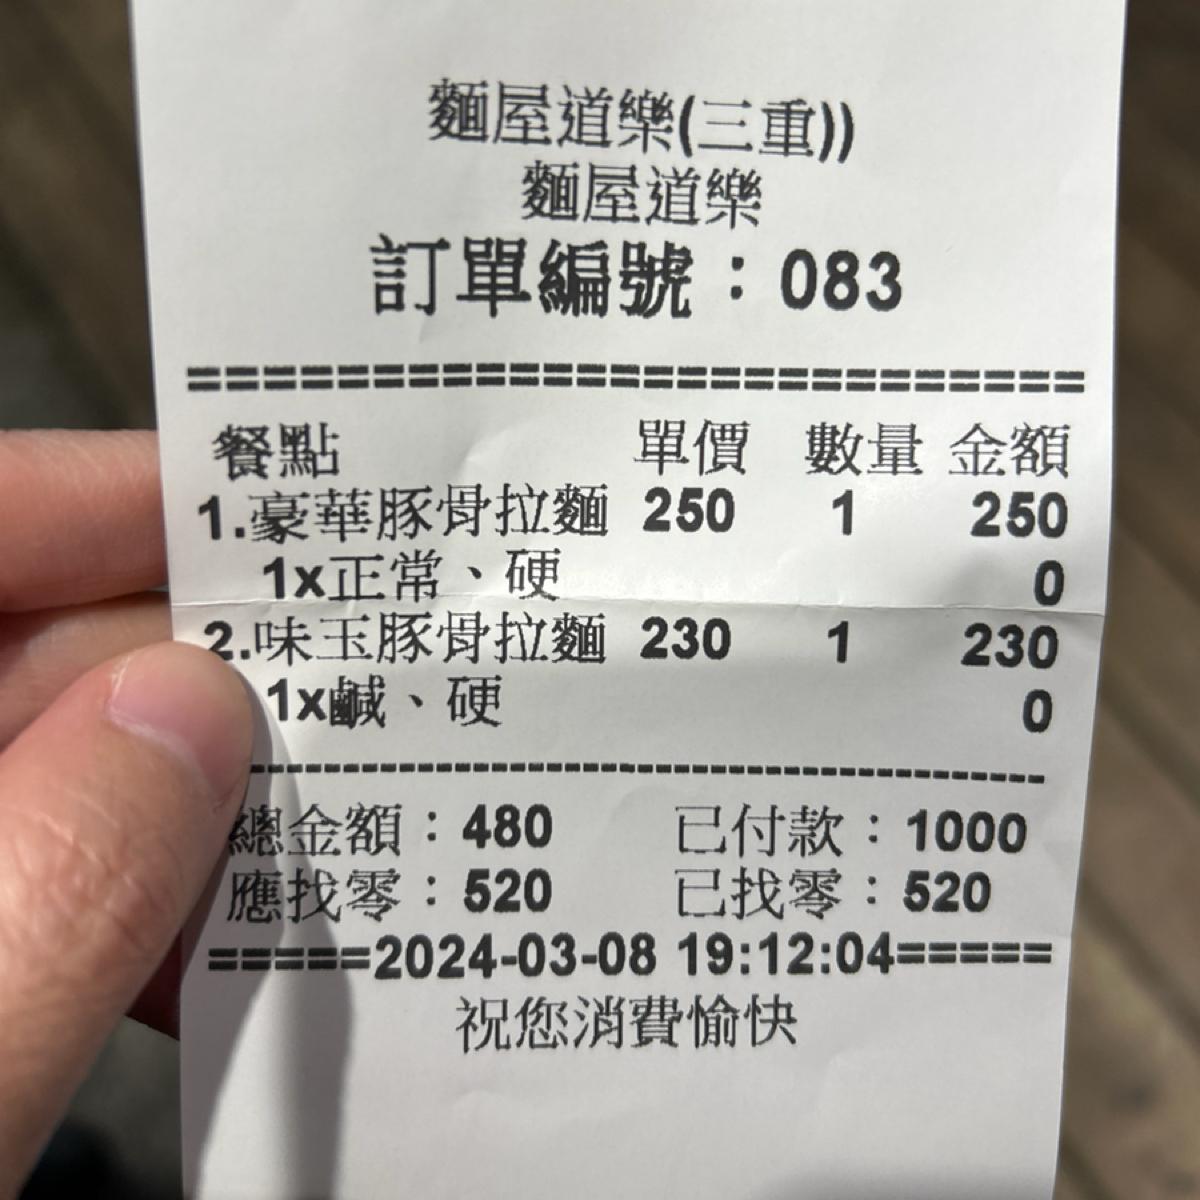 麵屋道樂(三重))
麵屋道樂
訂單編號：083
========================
餐點 單價 數量 金額
1.豪華豚骨拉麵 250 1 250
1x正常、硬 0
2.味玉豚骨拉麵 230 1 230
1x鹹、硬 0
------------------------------------------------
總金額：480 已付款：1000
應找零：520 已找零：520
=====2024-03-08 19:12:04=====
祝您消費愉快